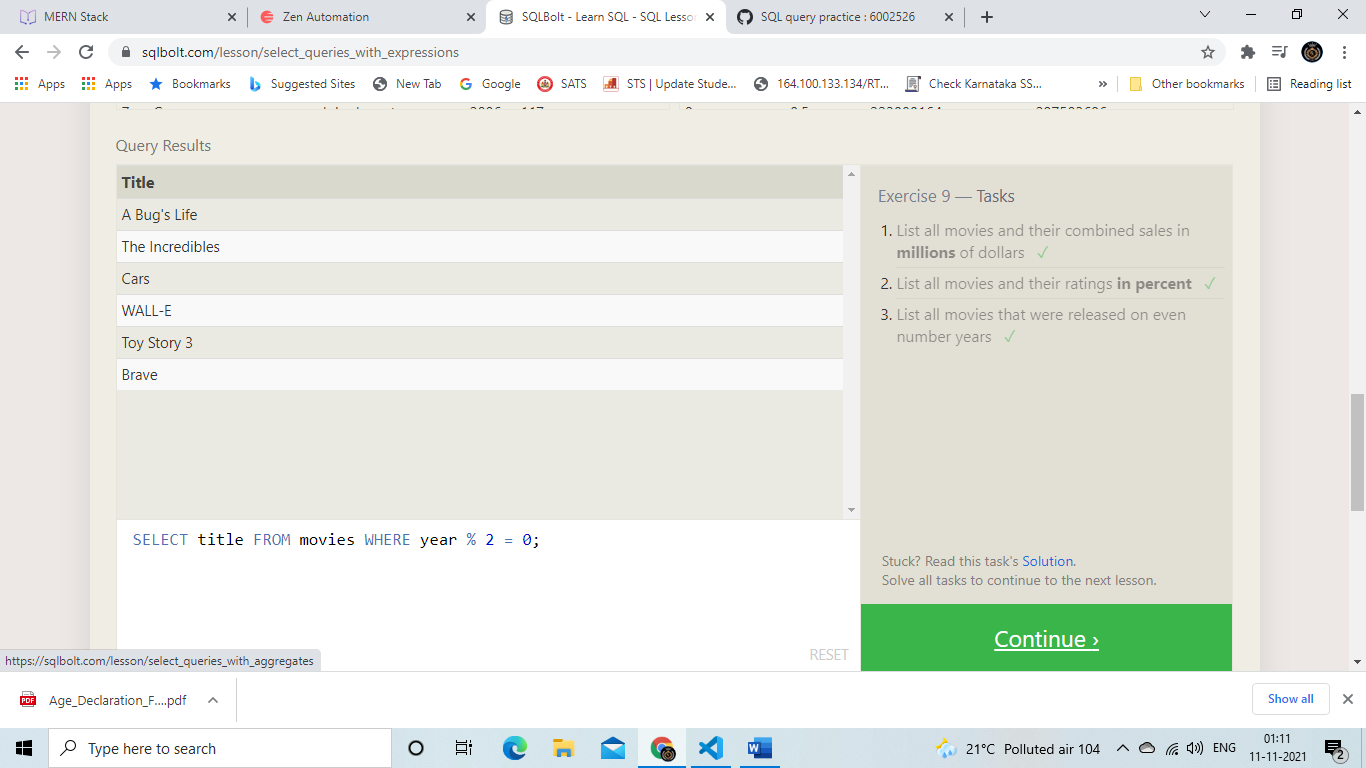 MERN Stack
Zen Automation
SQLBolt - Learn SQL - SQL Lesso
SQL query practice : 6002526
sqlbolt.com/lesson/select_queries_with_expressions
Apps
Apps
Bookmarks
Suggested Sites
New Tab
Google
SATS
STS | Update Stude...
164.100.133.134/RT...
Check Karnataka SS...
»
Other bookmarks
Reading list
Query Results
Title
A Bug's Life
The Incredibles
Cars
WALL-E
Toy Story 3
Brave
Exercise 9 — Tasks
1. List all movies and their combined sales in
millions of dollars ✓
2. List all movies and their ratings in percent ✓
3. List all movies that were released on even
number years ✓
SELECT title FROM movies WHERE year % 2 = 0;
Stuck? Read this task's Solution.
Solve all tasks to continue to the next lesson.
RESET
Continue ›
https://sqlbolt.com/lesson/select_queries_with_aggregates
PDF
Age_Declaration_F....pdf
Show all
Type here to search
21°C Polluted air 104
ENG
01:11
11-11-2021
2